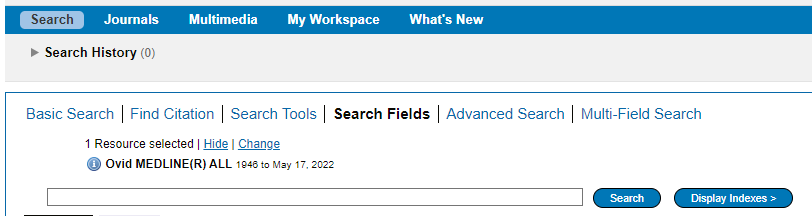 Search Journals Multimedia My Workspace What's New
Search History (0)
Basic Search | Find Citation | Search Tools | Search Fields | Advanced Search | Multi-Field Search
1 Resource selected | Hide | Change
Ovid MEDLINE(R) ALL 1946 to May 17, 2022
Search Display Indexes >